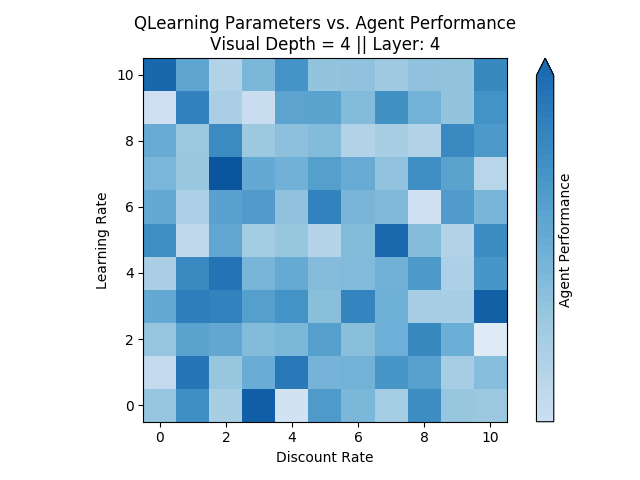 QLearning Parameters vs. Agent Performance
Visual Depth = 4 || Layer: 4
10
8
6
4
2
0
Learning Rate
0 2 4 6 8 10
Discount Rate
Agent Performance